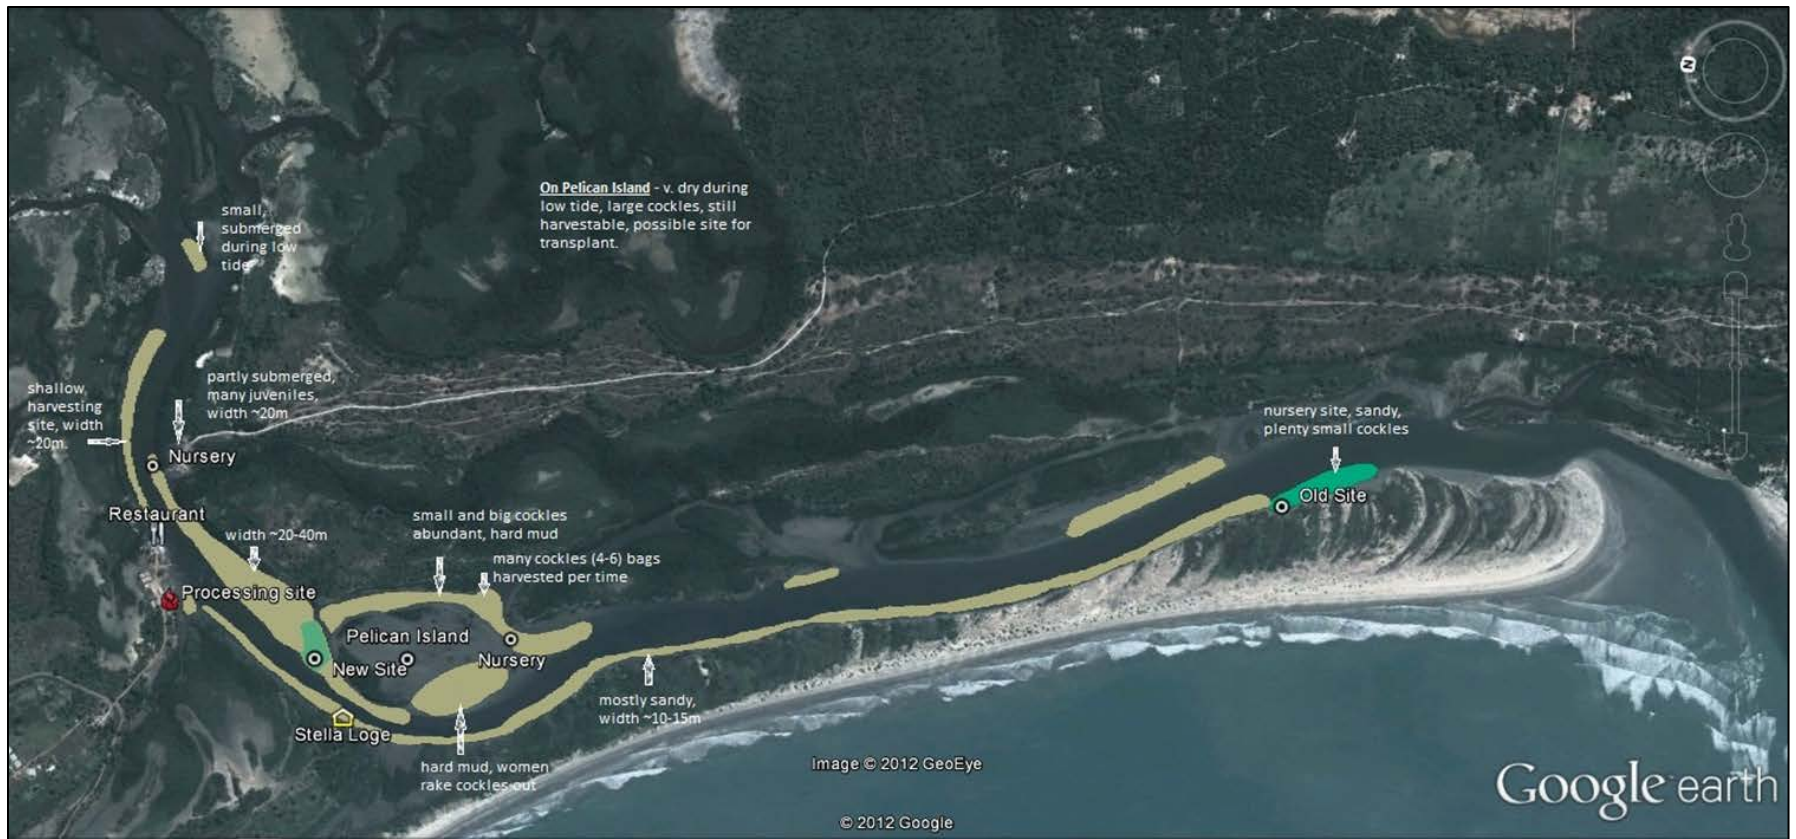 N
On Pelican Island - v. dry during
low tide, large cockles, still
harvestable, possible site for
transplant.
small,
submerged
during low
tide
shallow
harvesting
site, width
~20m.
partly submerged,
many juveniles,
width ~20m
Nursery
Restaurant
width ~20-40m
Processing site
small and big cockles
abundant, hard mud
many cockles (4-6) bags
harvested per time
Pelican Island
New Site
Nursery
Stella Loge
hard mud, women
rake cockles out
mostly sandy,
width ~10-15m
nursery site, sandy,
plenty small cockles
Old Site
Image © 2012 GeoEye
© 2012 Google
Google earth